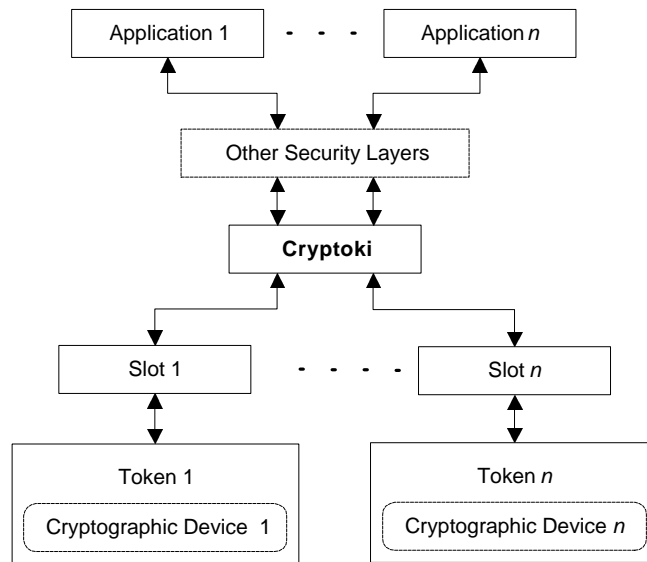 Application 1
Application n
Other Security Layers
Cryptoki
Slot 1
Slot n
Token 1
Token n
Cryptographic Device 1
Cryptographic Device n